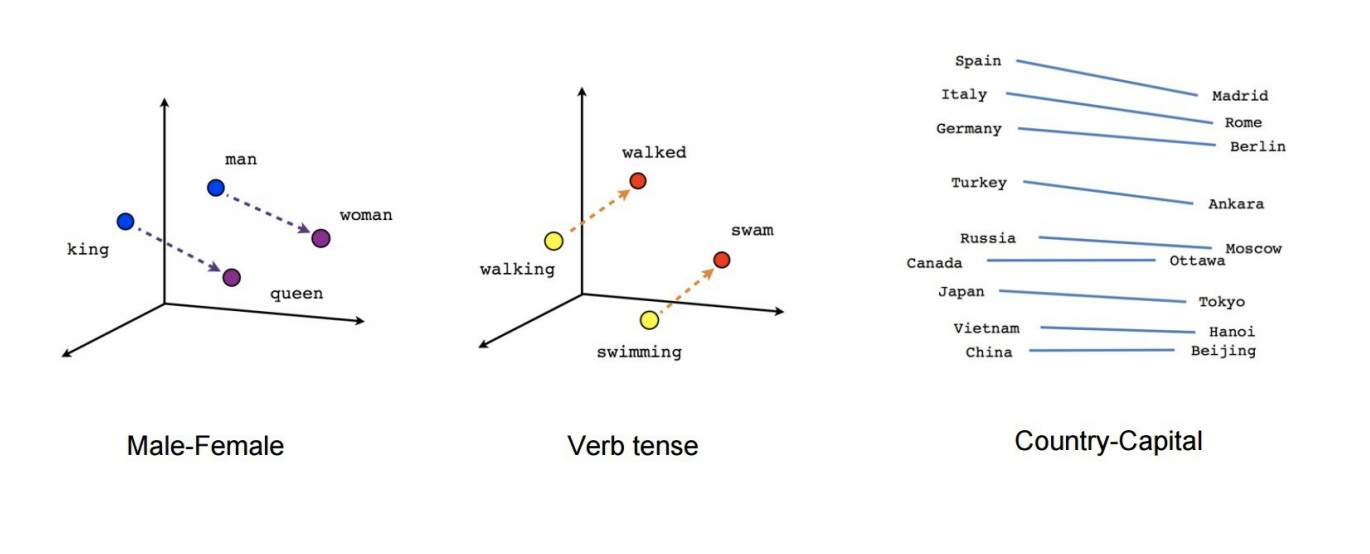 man
woman
king
queen
Male-Female
walked
walking
swam
swimming
Verb tense
Spain
Madrid
Italy
Rome
Germany
Berlin
Turkey
Ankara
Russia
Moscow
Canada
Ottawa
Japan
Tokyo
Vietnam
Hanoi
China
Beijing
Country-Capital